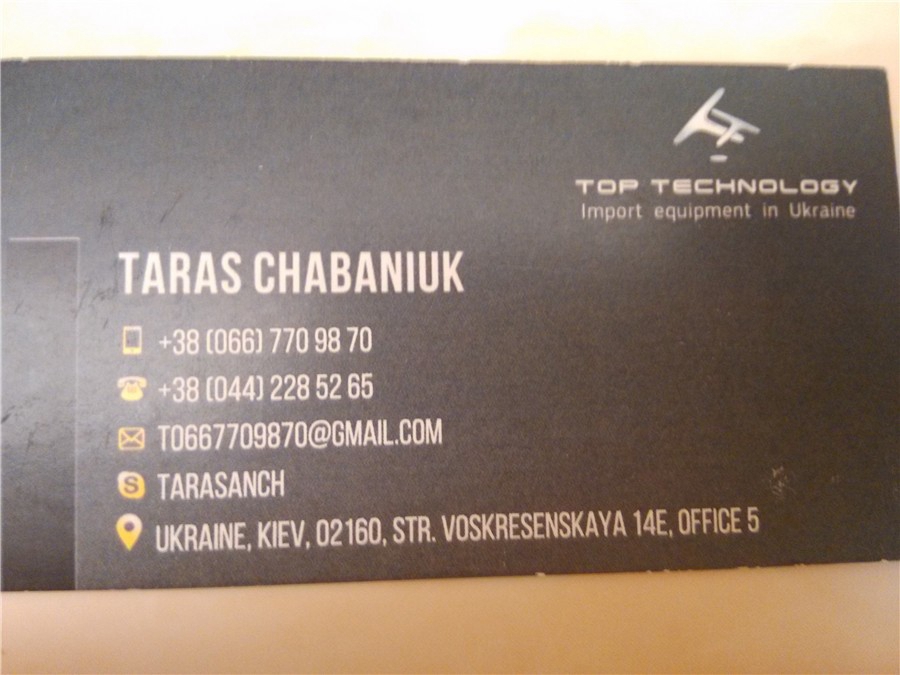 TOP TECHNOLOGY
Import equipment in Ukraine
TARAS CHABANIUK
+38 (066) 770 98 70
+38 (044) 228 52 65
T0667709870@GMAIL.COM
TARASANCH
UKRAINE, KIEV, 02160, STR. VOSKRESENSKAYA 14E, OFFICE 5